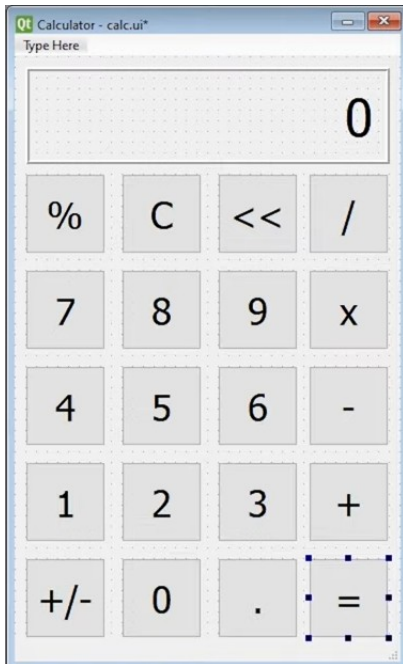 Qt Calculator - calc.ui*
Type Here
0
% C << /
7 8 9 x
4 5 6 -
1 2 3 +
+/- 0 . =